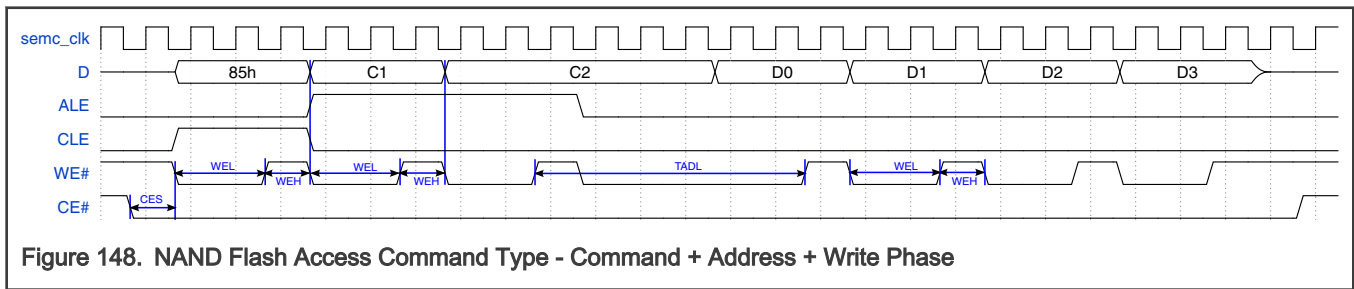 semc_clk
D 85h C1 C2 D0 D1 D2 D3
ALE
CLE
WE# WEL WEH WEL WEH TADL WEL WEH
CE# CES
Figure 148. NAND Flash Access Command Type - Command + Address + Write Phase